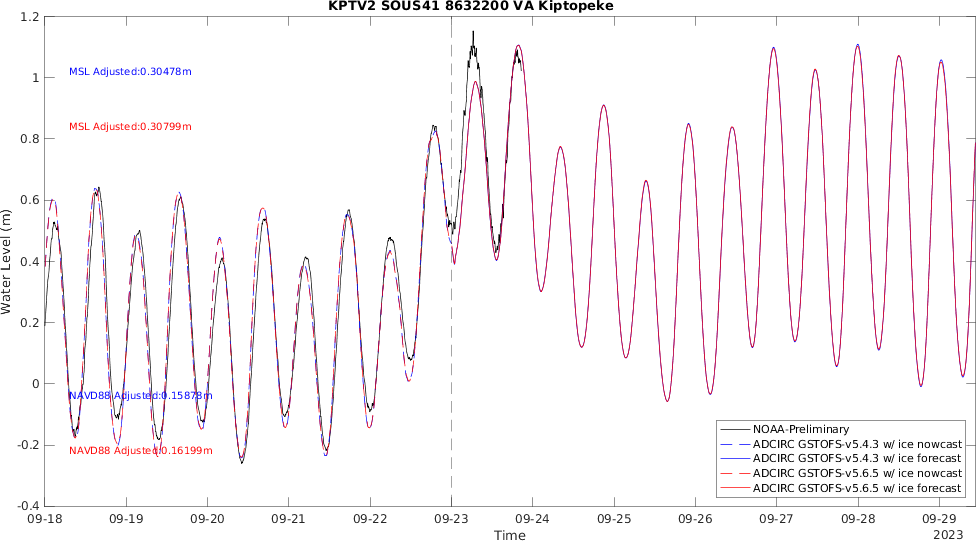 KPTV2 SOUS41 8632200 VA Kiptopeke
1.2
1
0.8
0.6
0.4
0.2
0
-0.2
-0.4
Water Level (m)
MSL Adjusted:0.30478m
MSL Adjusted:0.30799m
NAVD88 Adjusted:0.15878m
NAVD88 Adjusted:0.16199m
NOAA-Preliminary
ADCIRC GSTOFS-v5.4.3 w/ ice nowcast
ADCIRC GSTOFS-v5.4.3 w/ ice forecast
ADCIRC GSTOFS-v5.6.5 w/ ice nowcast
ADCIRC GSTOFS-v5.6.5 w/ ice forecast
09-18 09-19 09-20 09-21 09-22 09-23 09-24 09-25 09-26 09-27 09-28 09-29
Time
2023